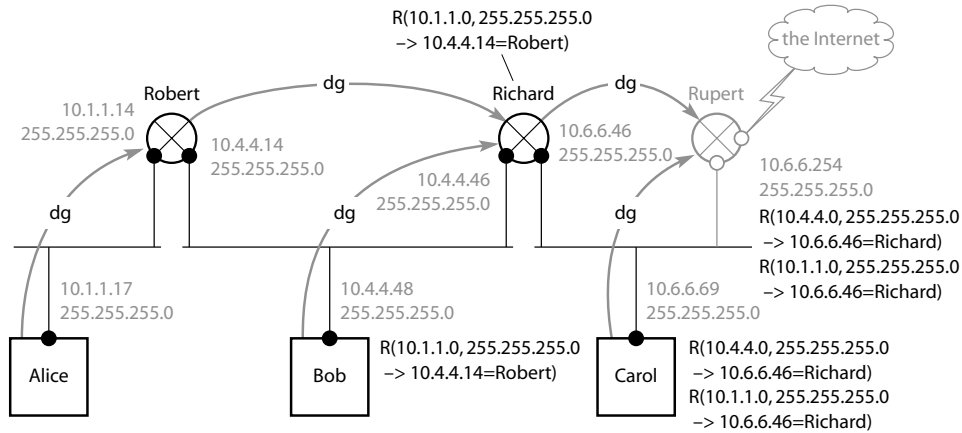 R(10.1.1.0, 255.255.255.0
–> 10.4.4.14=Robert)
the Internet
dg
dg
Robert
Richard
Rupert
10.1.1.14
255.255.255.0
10.4.4.14
255.255.255.0
10.6.6.46
255.255.255.0
10.4.4.46
255.255.255.0
10.6.6.254
255.255.255.0
R(10.4.4.0, 255.255.255.0
–> 10.6.6.46=Richard)
R(10.1.1.0, 255.255.255.0
–> 10.6.6.46=Richard)
dg
dg
dg
10.1.1.17
255.255.255.0
10.4.4.48
255.255.255.0
10.6.6.69
255.255.255.0
Alice
Bob
R(10.1.1.0, 255.255.255.0
–> 10.4.4.14=Robert)
Carol
R(10.4.4.0, 255.255.255.0
–> 10.6.6.46=Richard)
R(10.1.1.0, 255.255.255.0
–> 10.6.6.46=Richard)